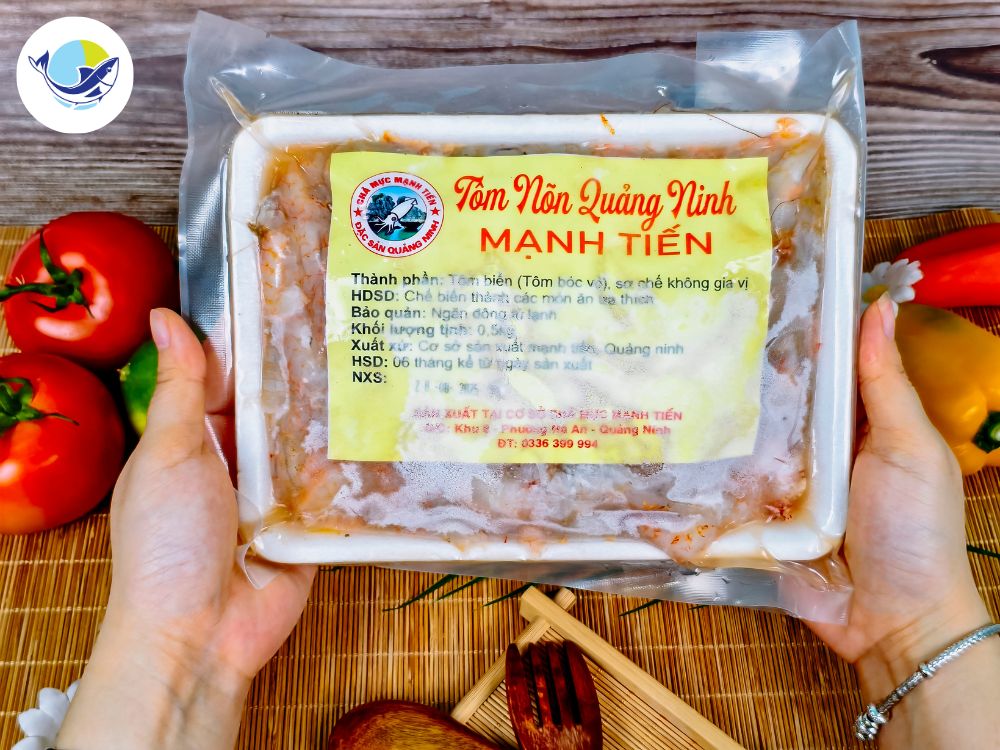 CHẢ MỰC MẠNH TIẾN
ĐẶC SẢN QUẢNG NINH
Tôm Nõn Quảng Ninh
MẠNH TIẾN
Thành phần: Tôm biển (Tôm bóc vỏ), sơ chế không gia vị
HDSD: Chế biến thành các món ăn ưa thích
Bảo quản: Ngăn đông tủ lạnh
Khối lượng tịnh: 0,5kg
Xuất xứ: Cơ sở sản xuất mạnh tiến, Quảng ninh
HSD: 06 tháng kể từ ngày sản xuất
NXS:
SẢN XUẤT TẠI CƠ SỞ CHẢ MỰC MẠNH TIẾN
Đ/C: Khu 8 - Phường Hà An - Quảng Ninh
ĐT: 0336 399 994